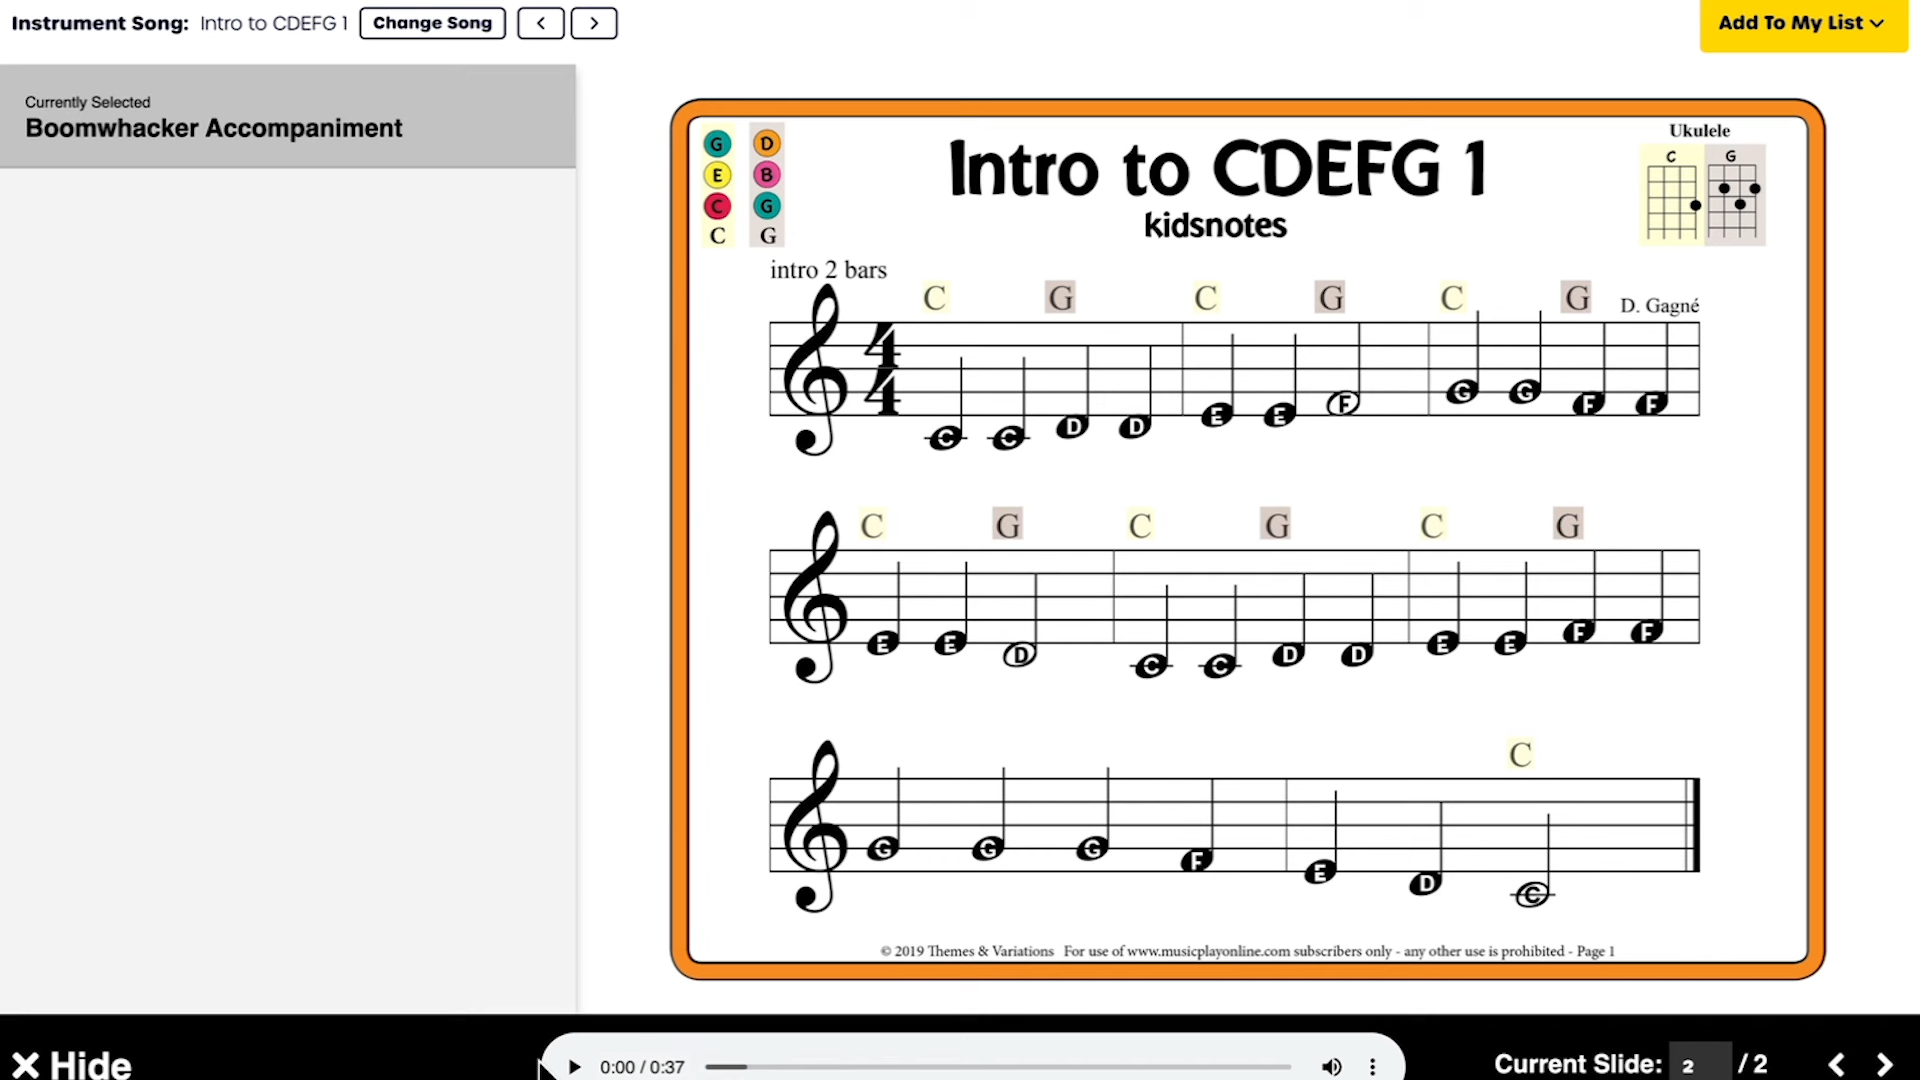 Instrument Song: Intro to CDEFG 1 Change Song Add To My List
Currently Selected
Boomwhacker Accompaniment
Intro to CDEFG 1
kidsnotes
G D
E B
C G
C G
Ukulele
C G
intro 2 bars
C G C G C G D. Gagné
4
4
C C D D E E F G G F F
C G C G C G
E E D C C D D E E F F
C
G G G F E D C
© 2019 Themes & Variations For use of www.musicplayonline.com subscribers only - any other use is prohibited - Page 1
Hide 0:00 / 0:37 Current Slide: 2 / 2